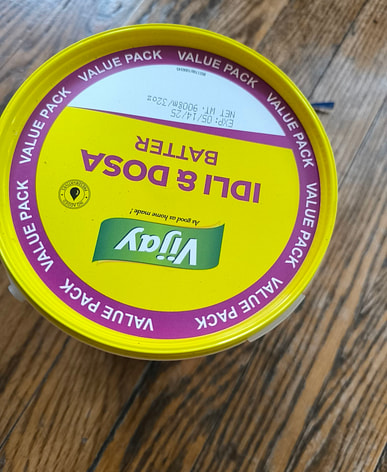 Vijay
As good as home made!
IDLI & DOSA
BATTER
EXP: 05/14/25
NET WT. 908gm/32oz
VALUE PACK
VALUE PACK
VALUE PACK
VALUE PACK
VALUE PACK
VALUE PACK
VALUE PACK
VALUE PACK